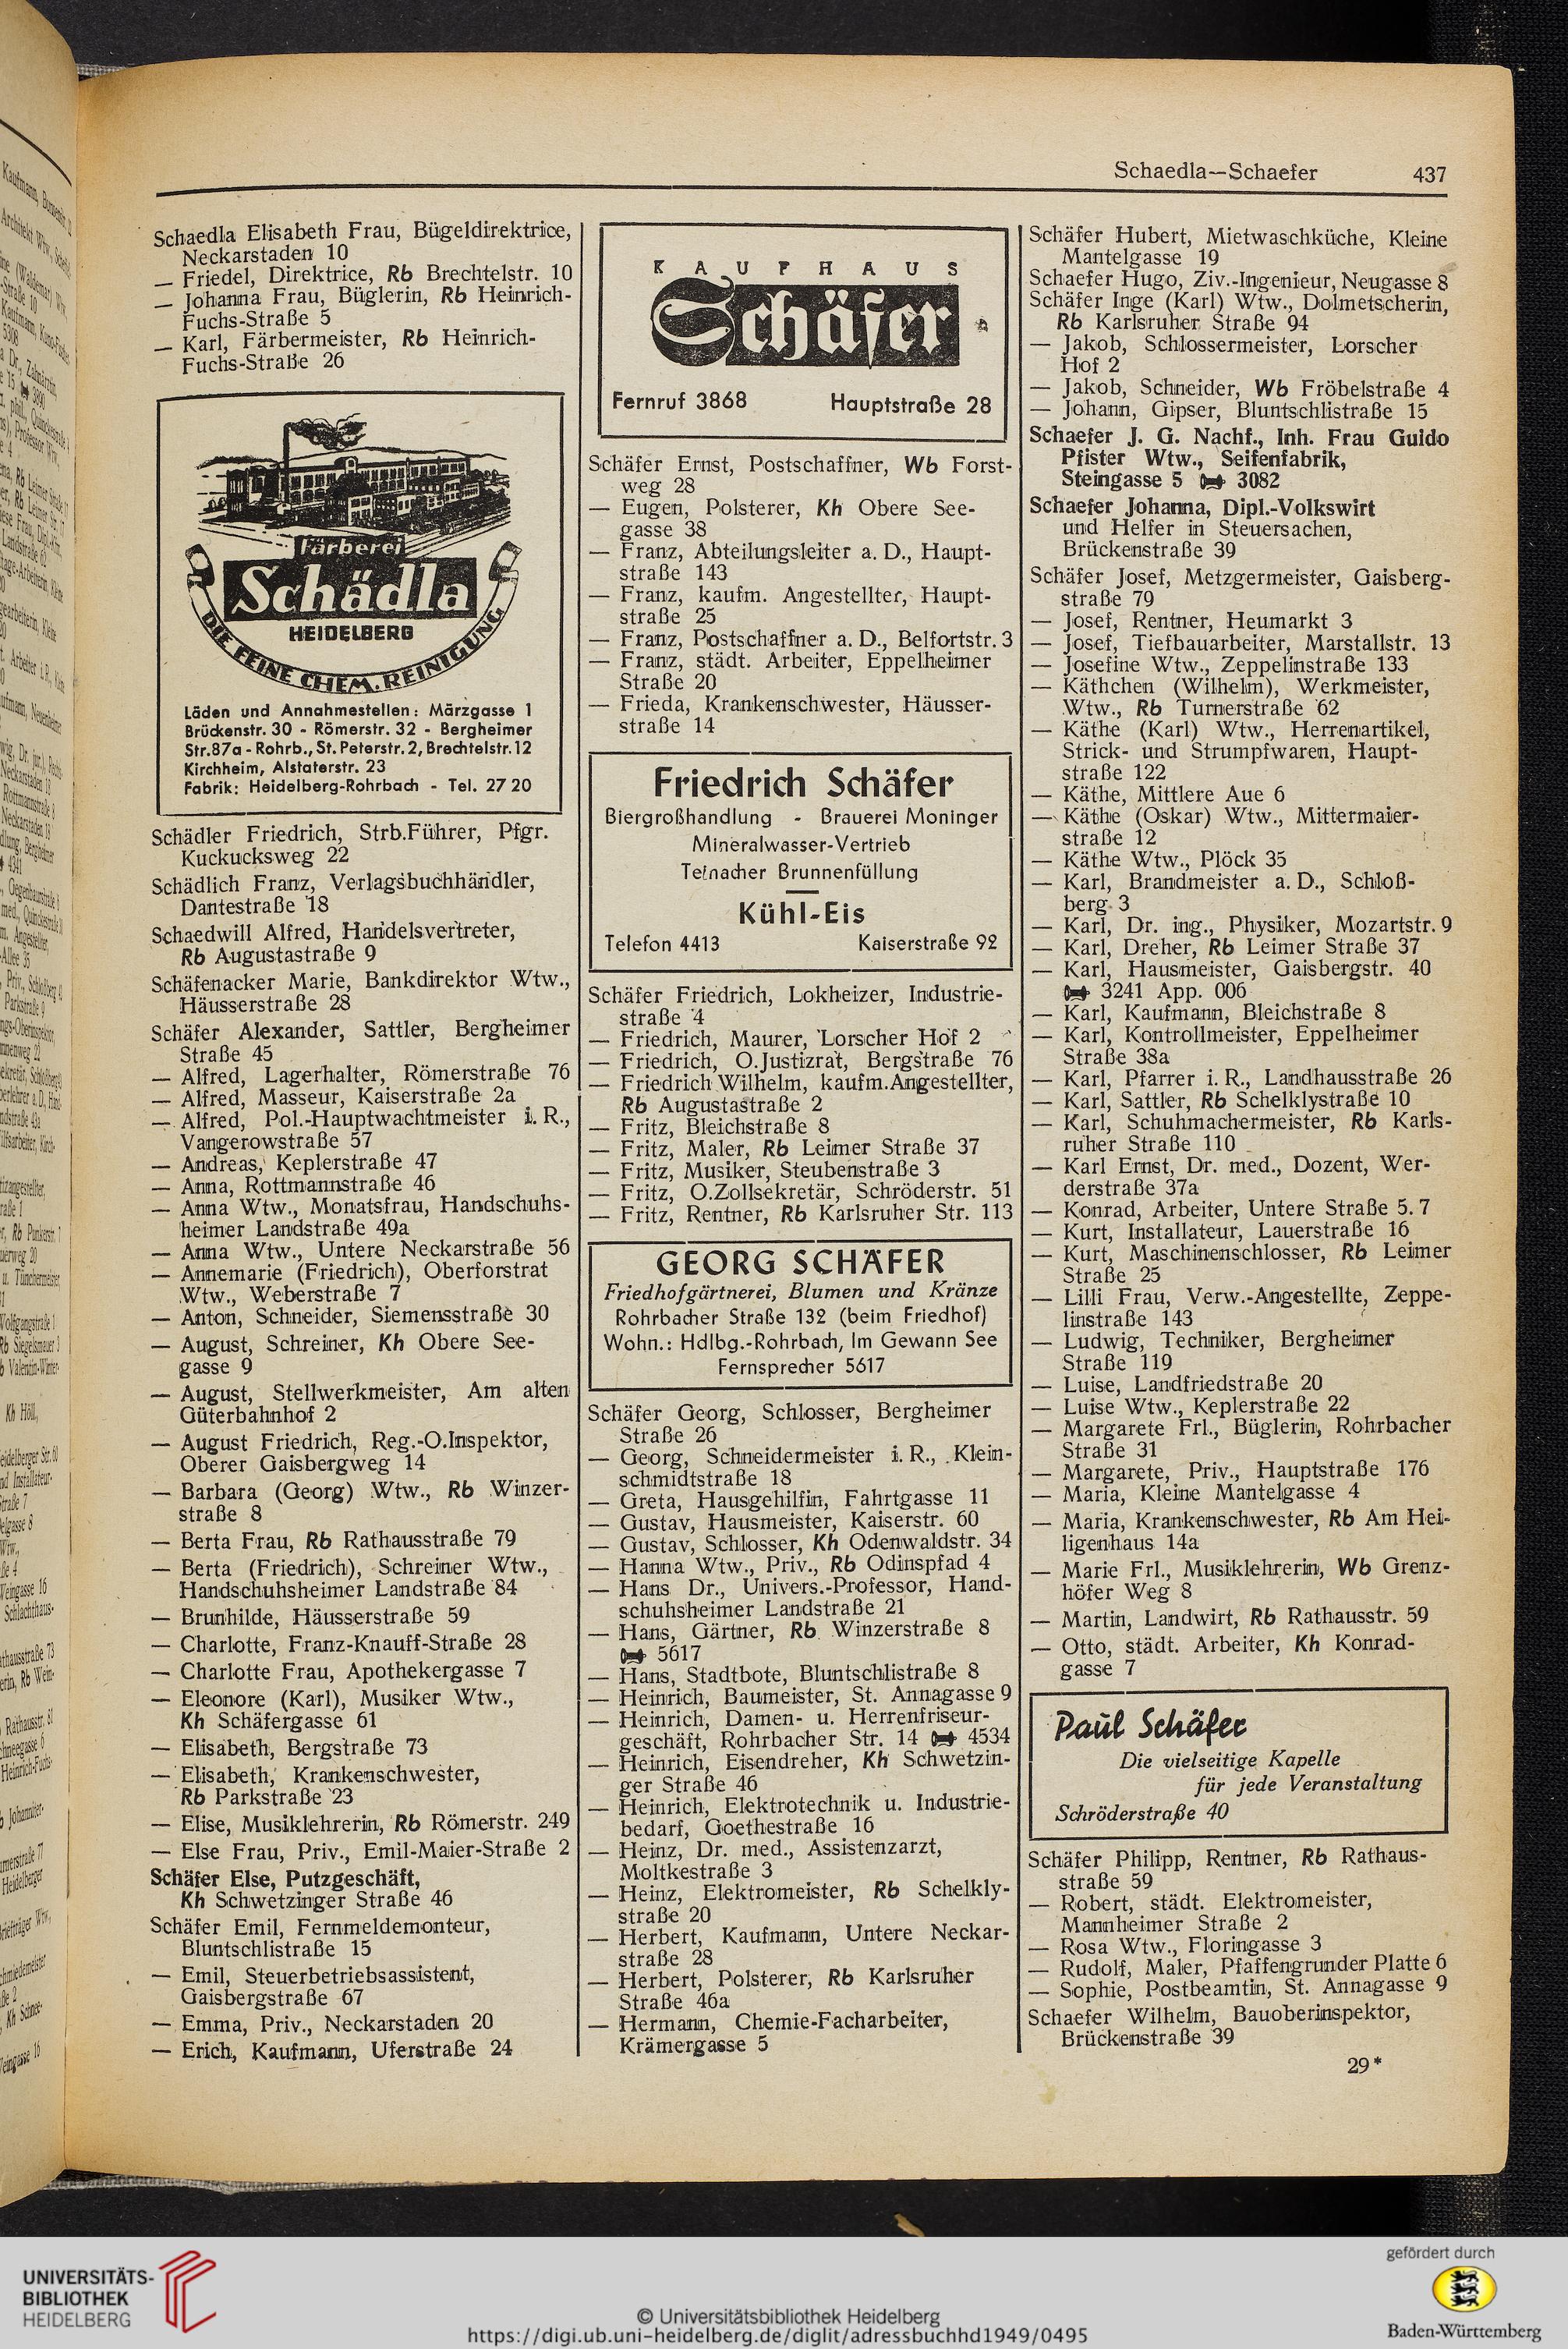 Schaedla—Schaefer 437
Schaedla Elisabeth Frau, Bügeldirektrice,
Neckarstaden 10
— Friedel, Direktrice, Rb Brechtelstr. 10
— Johanna Frau, Büglerin, Rb Heinrich-
Fuchs-Straße 5
— Karl, Färbermeister, Rb Heinrich-
Fuchs-Straße 26
Färberei
Schädla
HEIDELBERG
DIE FEINE CHEM. REINIGUNG
Läden und Annahmestellen: Märzgasse 1
Brückenstr. 30 - Römerstr. 32 - Bergheimer
Str.87a - Rohrb., St. Peterstr. 2, Brechtelstr.12
Kirchheim, Alstaterstr. 23
Fabrik: Heidelberg-Rohrbach - Tel. 27 20
Schädler Friedrich, Strb.Führer, Pfgr.
Kuckucksweg 22
Schädlich Franz, Verlagsbuchhändler,
Dantestraße 18
Schaedwill Alfred, Handelsvertreter,
Rb Augustastraße 9
Schäfenacker Marie, Bankdirektor Wtw.,
Häusserstraße 28
Schäfer Alexander, Sattler, Bergheimer
Straße 45
— Alfred, Lagerhalter, Römerstraße 76
— Alfred, Masseur, Kaiserstraße 2a
— Alfred, Pol.-Hauptwachtmeister i. R.,
Vangerowstraße 57
— Andreas, Keplerstraße 47
— Anna, Rottmannstraße 46
— Anna Wtw., Monatsfrau, Handschuhs-
heimer Landstraße 49a
— Anna Wtw., Untere Neckarstraße 56
— Annemarie (Friedrich), Oberforstrat
Wtw., Weberstraße 7
— Anton, Schneider, Siemensstraße 30
— August, Schreiner, Kh Obere See-
gasse 9
— August, Stellwerkmeister, Am alten
Güterbahnhof 2
— August Friedrich, Reg.-O.Inspektor,
Oberer Gaisbergweg 14
— Barbara (Georg) Wtw., Rb Winzer-
straße 8
— Berta Frau, Rb Rathausstraße 79
— Berta (Friedrich), Schreiner Wtw.,
Handschuhsheimer Landstraße 84
— Brunhilde, Häusserstraße 59
— Charlotte, Franz-Knauff-Straße 28
— Charlotte Frau, Apothekergasse 7
— Eleonore (Karl), Musiker Wtw.,
Kh Schäfergasse 61
— Elisabeth, Bergstraße 73
— Elisabeth, Krankenschwester,
Rb Parkstraße 23
— Elise, Musiklehrerin, Rb Römerstr. 249
— Else Frau, Priv., Emil-Maier-Straße 2
Schäfer Else, Putzgeschäft,
Kh Schwetzinger Straße 46
Schäfer Emil, Fernmeldemonteur,
Bluntschlistraße 15
— Emil, Steuerbetriebsassistent,
Gaisbergstraße 67
— Emma, Priv., Neckarstaden 20
— Erich, Kaufmann, Uferstraße 24
KAUFHAUS
Schäfer
Fernruf 3868 Hauptstraße 28
Schäfer Ernst, Postschaffner, Wb Forst-
weg 28
— Eugen, Polsterer, Kh Obere See-
gasse 38
— Franz, Abteilungsleiter a. D., Haupt-
straße 143
— Franz, kaufm. Angestellter, Haupt-
straße 25
— Franz, Postschaffner a. D., Belfortstr. 3
— Franz, städt. Arbeiter, Eppelheimer
Straße 20
— Frieda, Krankenschwester, Häusser-
straße 14
Friedrich Schäfer
Biergroßhandlung - Brauerei Moninger
Mineralwasser-Vertrieb
Teinacher Brunnenfüllung
Kühl-Eis
Telefon 4413 Kaiserstraße 92
Schäfer Friedrich, Lokheizer, Industrie-
straße 4
— Friedrich, Maurer, Lorscher Hof 2
— Friedrich, O.Justizrat, Bergstraße 76
— Friedrich Wilhelm, kaufm.Angestellter,
Rb Augustastraße 2
— Fritz, Bleichstraße 8
— Fritz, Maler, Rb Leimer Straße 37
— Fritz, Musiker, Steubenstraße 3
— Fritz, O.Zollsekretär, Schröderstr. 51
— Fritz, Rentner, Rb Karlsruher Str. 113
GEORG SCHÄFER
Friedhofgärtnerei, Blumen und Kränze
Rohrbacher Straße 132 (beim Friedhof)
Wohn.: Hdlbg.-Rohrbach, Im Gewann See
Fernsprecher 5617
Schäfer Georg, Schlosser, Bergheimer
Straße 26
— Georg, Schneidermeister i. R., Klein-
schmidtstraße 18
— Greta, Hausgehilfin, Fahrtgasse 11
— Gustav, Hausmeister, Kaiserstr. 60
— Gustav, Schlosser, Kh Odenwaldstr. 34
— Hanna Wtw., Priv., Rb Odinspfad 4
— Hans Dr., Univers.-Professor, Hand-
schuhsheimer Landstraße 21
— Hans, Gärtner, Rb Winzerstraße 8
5617
— Hans, Stadtbote, Bluntschlistraße 8
— Heinrich, Baumeister, St. Annagasse 9
— Heinrich, Damen- u. Herrenfriseur-
geschäft, Rohrbacher Str. 14 4534
— Heinrich, Eisendreher, Kh Schwetzin-
ger Straße 46
— Heinrich, Elektrotechnik u. Industrie-
bedarf, Goethestraße 16
— Heinz, Dr. med., Assistenzarzt,
Moltkestraße 3
— Heinz, Elektromeister, Rb Schelkly-
straße 20
— Herbert, Kaufmann, Untere Neckar-
straße 28
— Herbert, Polsterer, Rb Karlsruher
Straße 46a
— Hermann, Chemie-Facharbeiter,
Krämergasse 5
Schäfer Hubert, Mietwaschküche, Kleine
Mantelgasse 19
Schaefer Hugo, Ziv.-Ingenieur, Neugasse 8
Schäfer Inge (Karl) Wtw., Dolmetscherin,
Rb Karlsruher Straße 94
— Jakob, Schlossermeister, Lorscher
Hof 2
— Jakob, Schneider, Wb Fröbelstraße 4
— Johann, Gipser, Bluntschlistraße 15
Schaefer J. G. Nachf., Inh. Frau Guido
Pfister Wtw., Seifenfabrik,
Steingasse 5 3082
Schaefer Johanna, Dipl.-Volkswirt
und Helfer in Steuersachen,
Brückenstraße 39
Schäfer Josef, Metzgermeister, Gaisberg-
straße 79
— Josef, Rentner, Heumarkt 3
— Josef, Tiefbauarbeiter, Marstallstr. 13
— Josefine Wtw., Zeppelinstraße 133
— Käthchen (Wilhelm), Werkmeister,
Wtw., Rb Turnerstraße 62
— Käthe (Karl) Wtw., Herrenartikel,
Strick- und Strumpfwaren, Haupt-
straße 122
— Käthe, Mittlere Aue 6
— Käthe (Oskar) Wtw., Mittermaier-
straße 12
— Käthe Wtw., Plöck 35
— Karl, Brandmeister a. D., Schloß-
berg 3
— Karl, Dr. ing., Physiker, Mozartstr. 9
— Karl, Dreher, Rb Leimer Straße 37
— Karl, Hausmeister, Gaisbergstr. 40
3241 App. 006
— Karl, Kaufmann, Bleichstraße 8
— Karl, Kontrollmeister, Eppelheimer
Straße 38a
— Karl, Pfarrer i. R., Landhausstraße 26
— Karl, Sattler, Rb Schelklystraße 10
— Karl, Schuhmachermeister, Rb Karls-
ruher Straße 110
— Karl Ernst, Dr. med., Dozent, Wer-
derstraße 37a
— Konrad, Arbeiter, Untere Straße 5. 7
— Kurt, Installateur, Lauerstraße 16
— Kurt, Maschinenschlosser, Rb Leimer
Straße 25
— Lilli Frau, Verw.-Angestellte, Zeppe-
linstraße 143
— Ludwig, Techniker, Bergheimer
Straße 119
— Luise, Landfriedstraße 20
— Luise Wtw., Keplerstraße 22
— Margarete Frl., Büglerin, Rohrbacher
Straße 31
— Margarete, Priv., Hauptstraße 176
— Maria, Kleine Mantelgasse 4
— Maria, Krankenschwester, Rb Am Hei-
ligenhaus 14a
— Marie Frl., Musiklehrerin, Wb Grenz-
höfer Weg 8
— Martin, Landwirt, Rb Rathausstr. 59
— Otto, städt. Arbeiter, Kh Konrad-
gasse 7
Paul Schäfer
Die vielseitige Kapelle
für jede Veranstaltung
Schröderstraße 40
Schäfer Philipp, Rentner, Rb Rathaus-
straße 59
— Robert, städt. Elektromeister,
Mannheimer Straße 2
— Rosa Wtw., Floringasse 3
— Rudolf, Maler, Pfaffengrunder Platte 6
— Sophie, Postbeamtin, St. Annagasse 9
Schaefer Wilhelm, Bauoberinspektor,
Brückenstraße 39
29*
UNIVERSITÄTS-
BIBLIOTHEK
HEIDELBERG
© Universitätsbibliothek Heidelberg
https://digi.ub.uni-heidelberg.de/diglit/adressbuchhd1949/0495
gefördert durch
Baden-Württemberg